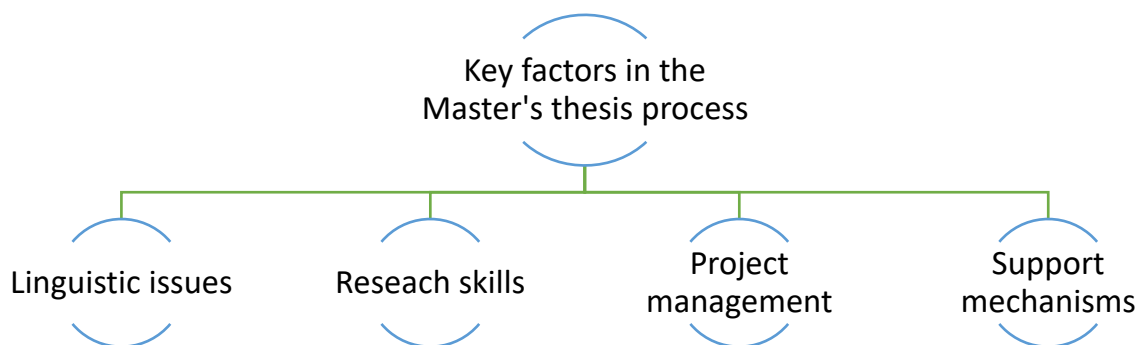 Key factors in the
Master's thesis process
Linguistic issues
Reseach skills
Project
management
Support
mechanisms